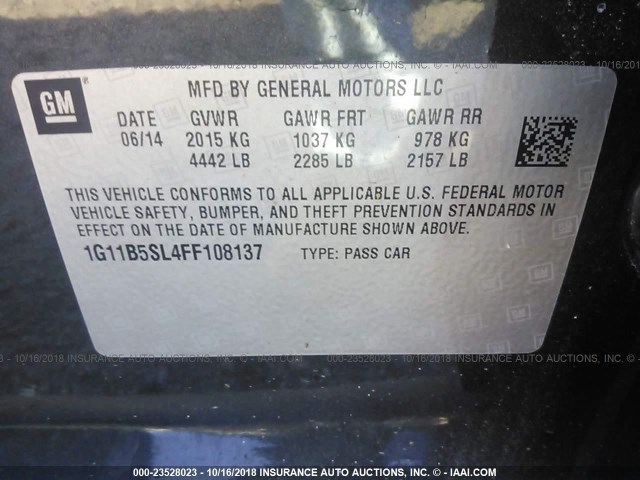 GM
MFD BY GENERAL MOTORS LLC
DATE GVWR GAWR FRT GAWR RR
06/14 2015 KG 1037 KG 978 KG
4442 LB 2285 LB 2157 LB
THIS VEHICLE CONFORMS TO ALL APPLICABLE U.S. FEDERAL MOTOR
VEHICLE SAFETY, BUMPER, AND THEFT PREVENTION STANDARDS IN
EFFECT ON THE DATE OF MANUFACTURE SHOWN ABOVE.
1G11B5SL4FF108137 TYPE: PASS CAR
000-23528023 - 10/16/2018 INSURANCE AUTO AUCTIONS, INC. - © IAAI.COM